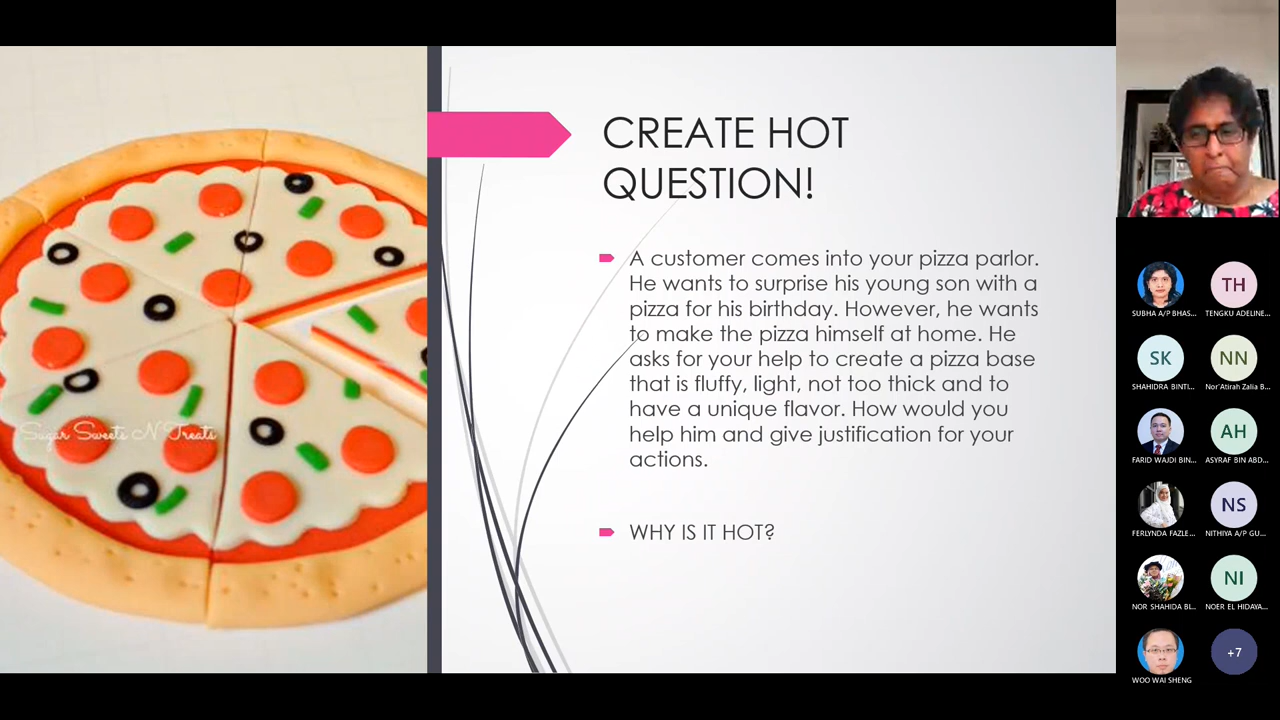 CREATE HOT
QUESTION!
A customer comes into your pizza parlor.
He wants to surprise his young son with a
pizza for his birthday. However, he wants
to make the pizza himself at home. He
asks for your help to create a pizza base
that is fluffy, light, not too thick and to
have a unique flavor. How would you
help him and give justification for your
actions.
WHY IS IT HOT?
Sugar Sweets N Treats
SUBHA A/P BHAS...
TH
TENGKU ADELINE...
SK
SHAHIDRA BINTI...
NN
Nor'Atirah Zalia B...
FARID WAJDI BIN...
AH
ASYRAF BIN ABD...
FERLYNDA FAZLE...
NS
NITHIYA A/P GU...
NOR SHAHIDA BI...
NI
NOER EL HIDAYA...
WOO WAI SHENG
+7